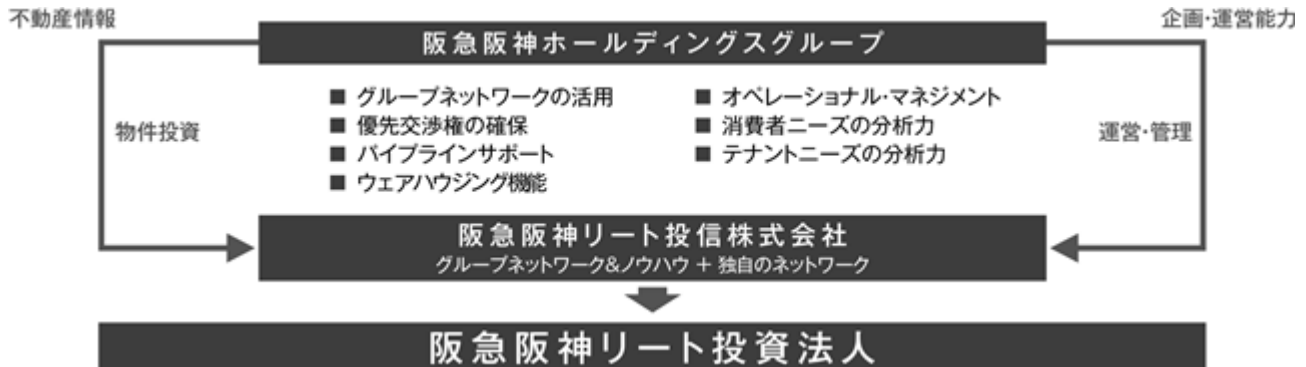 不動産情報
企画・運営能力
阪急阪神ホールディングスグループ
■ グループネットワークの活用
■ 優先交渉権の確保
■ パイプラインサポート
■ ウェアハウジング機能
■ オペレーショナル・マネジメント
■ 消費者ニーズの分析力
■ テナントニーズの分析力
物件投資
運営・管理
阪急阪神リート投信株式会社
グループネットワーク&ノウハウ + 独自のネットワーク
阪急阪神リート投資法人